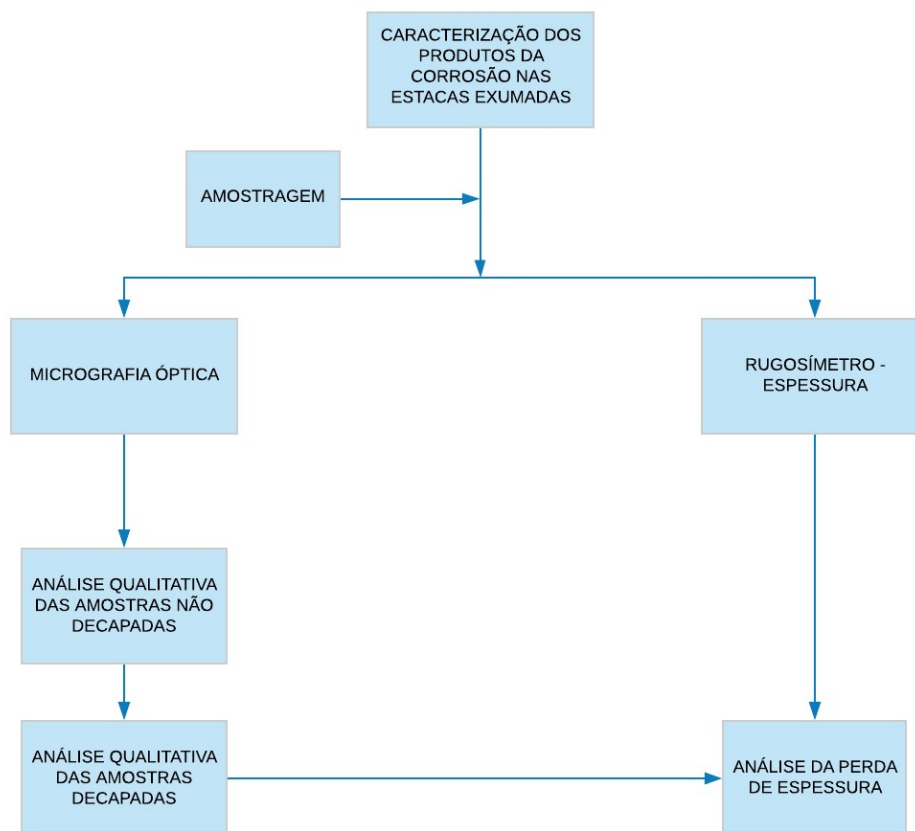 CARACTERIZAÇÃO DOS
PRODUTOS DA
CORROSÃO NAS
ESTACAS EXUMADAS
AMOSTRAGEM
MICROGRAFIA ÓPTICA
RUGOSÍMETRO -
ESPESSURA
ANÁLISE QUALITATIVA
DAS AMOSTRAS NÃO
DECAPADAS
ANÁLISE QUALITATIVA
DAS AMOSTRAS
DECAPADAS
ANÁLISE DA PERDA
DE ESPESSURA